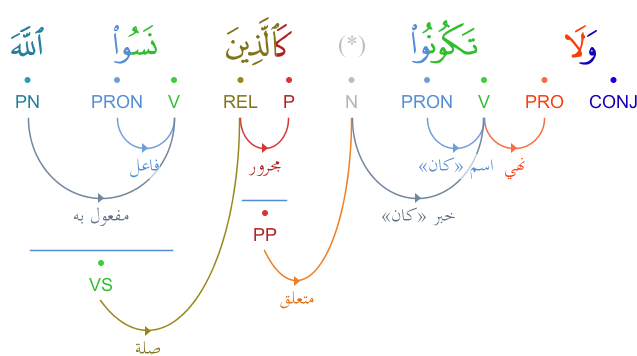 وَلَا تَكُونُوا۟ (*) كَٱلَّذِينَ نَسُوا۟ ٱللَّهَ
CONJ PRO V PRON N P REL V PRON PN
نهي اسم «كان» مجرور فاعل
خبر «كان» مفعول به
PP
متعلق
VS
صلة